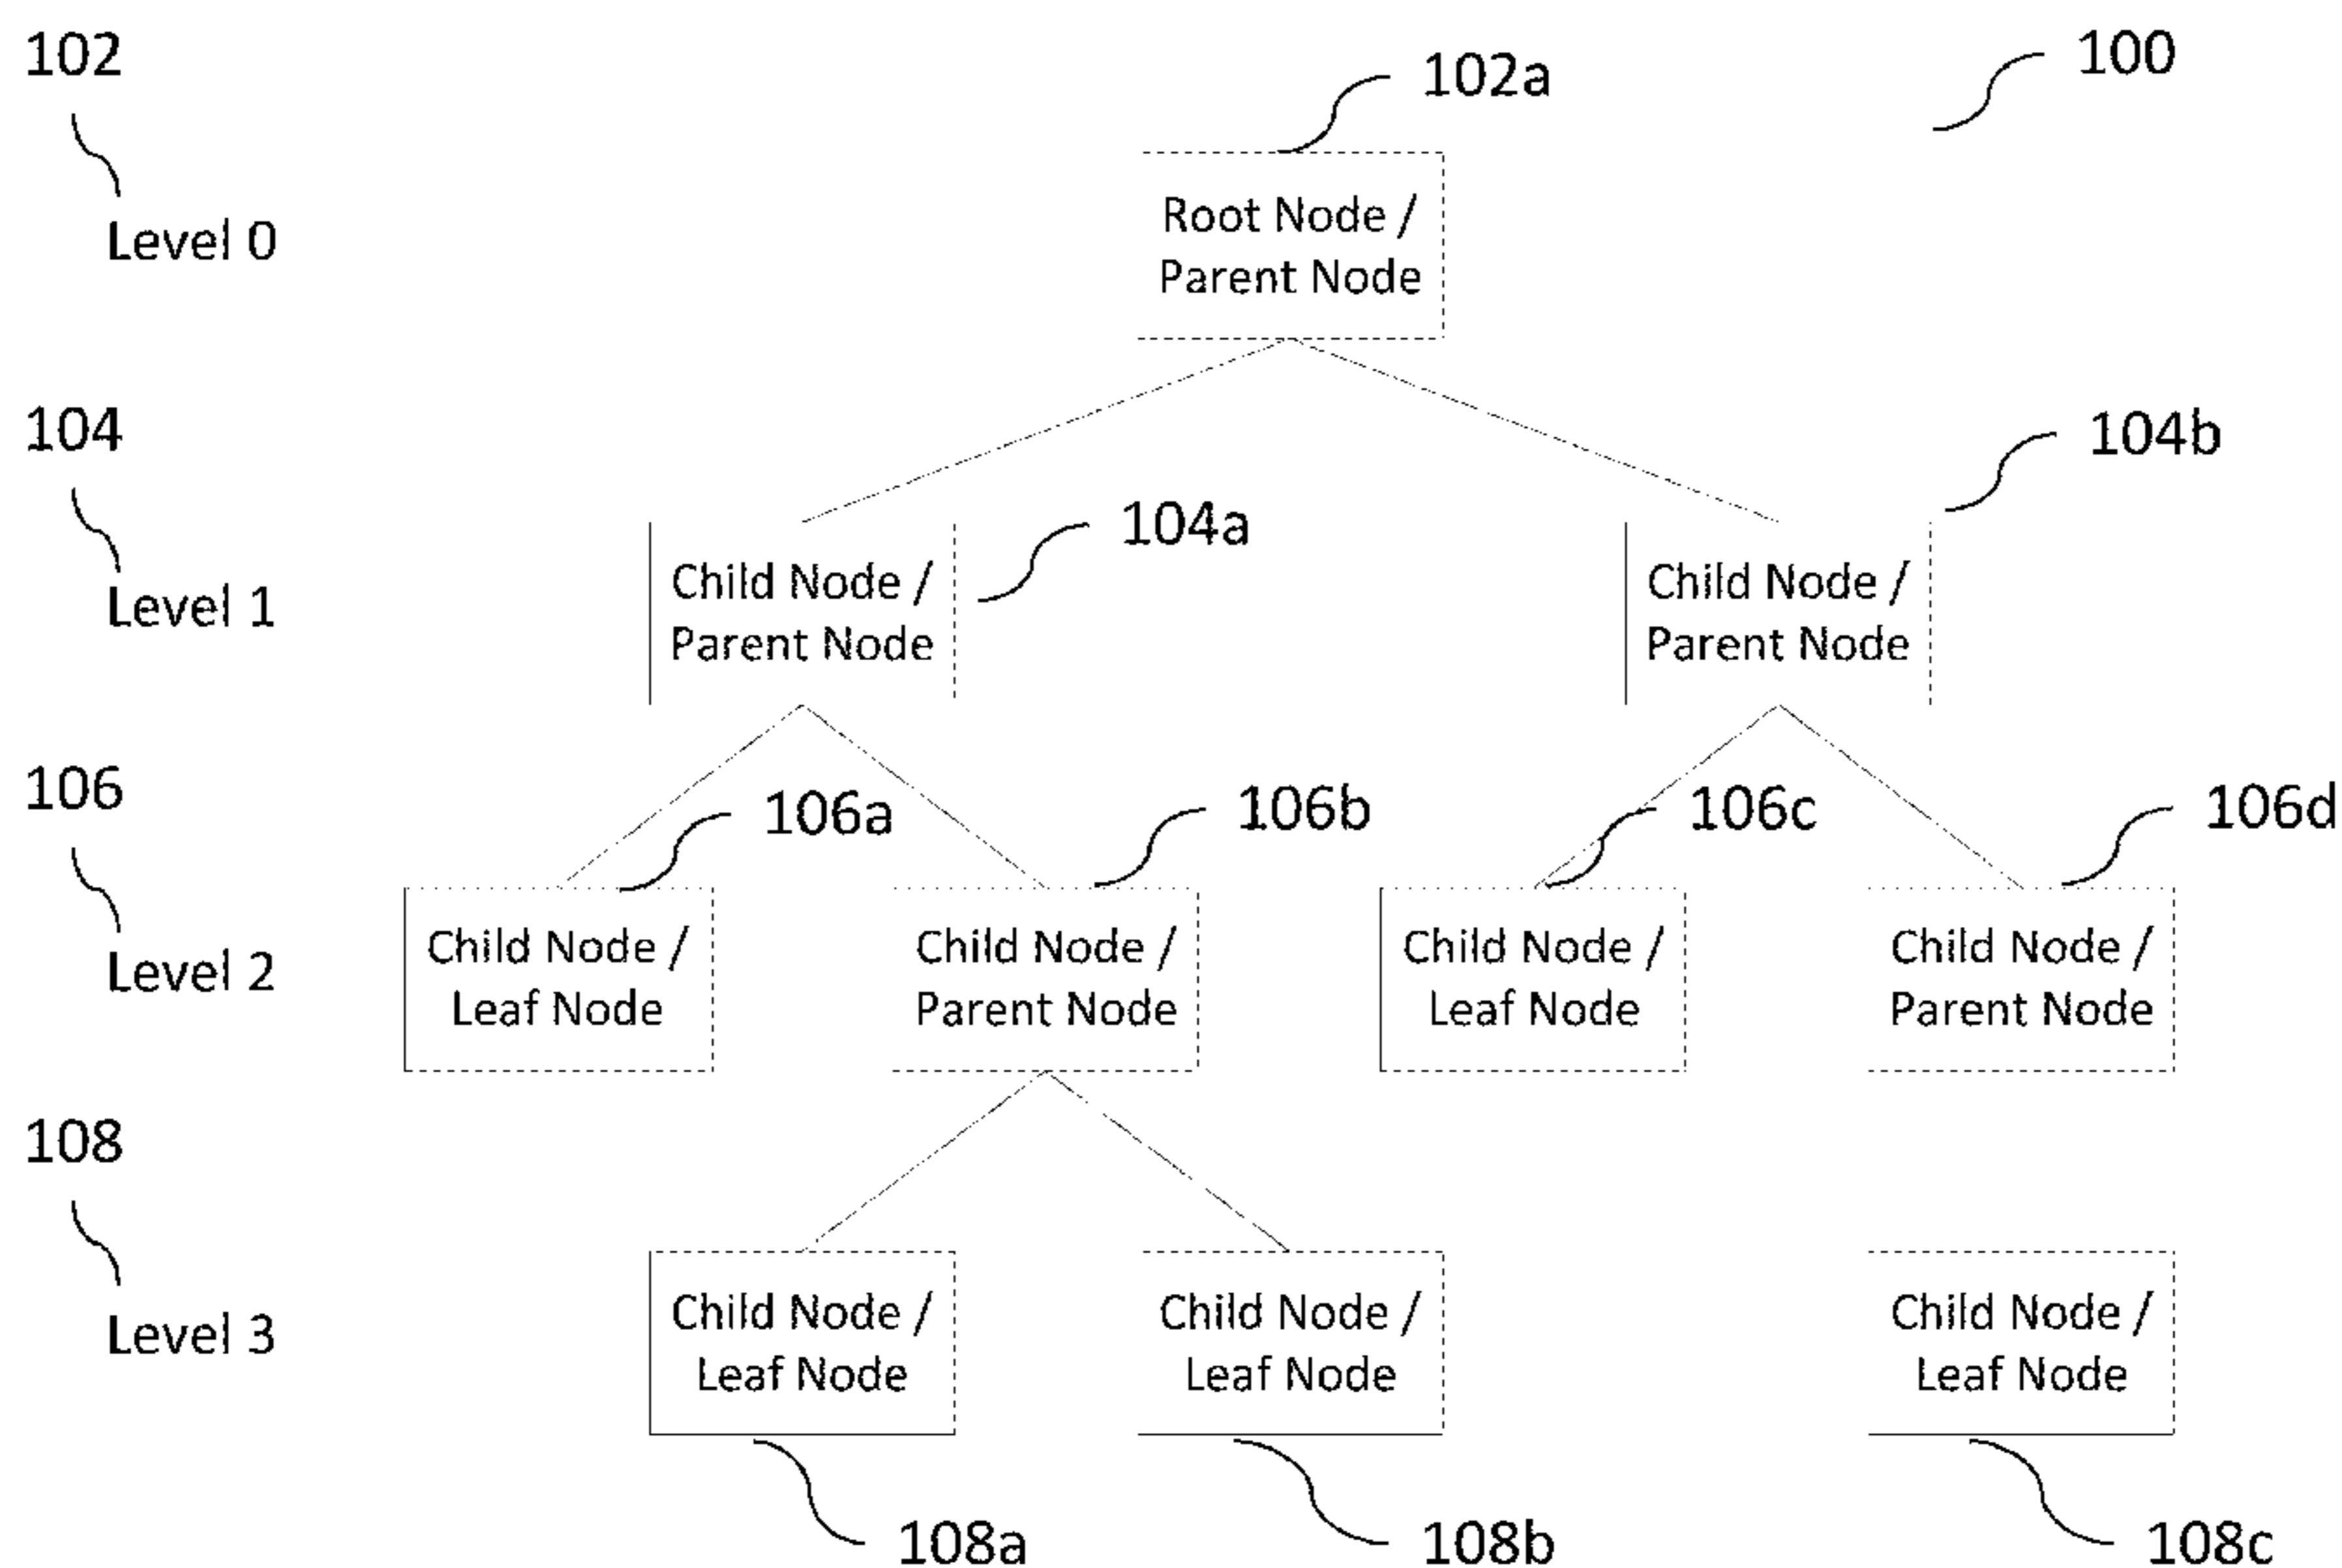 102
102a
100
Root Node /
Parent Node
Level 0
104
104b
104a
Child Node /
Parent Node
Child Node /
Parent Node
Level 1
106
106a
106b
106c
106d
Child Node /
Leaf Node
Child Node /
Parent Node
Child Node /
Leaf Node
Child Node /
Parent Node
Level 2
108
Child Node /
Leaf Node
Child Node /
Leaf Node
Child Node /
Leaf Node
Level 3
108a
108b
108c